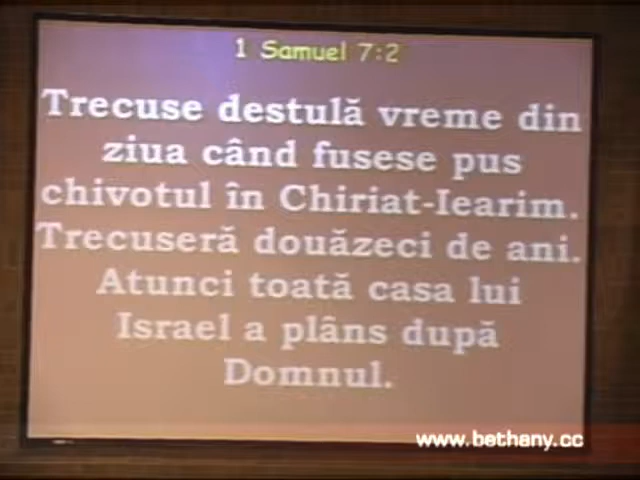 1 Samuel 7:2
Trecuse destulă vreme din
ziua când fusese pus
chivotul în Chiriat-Iearim.
Trecuseră douăzeci de ani.
Atunci toată casa lui
Israel a plâns după
Domnul.
www.bethany.cc